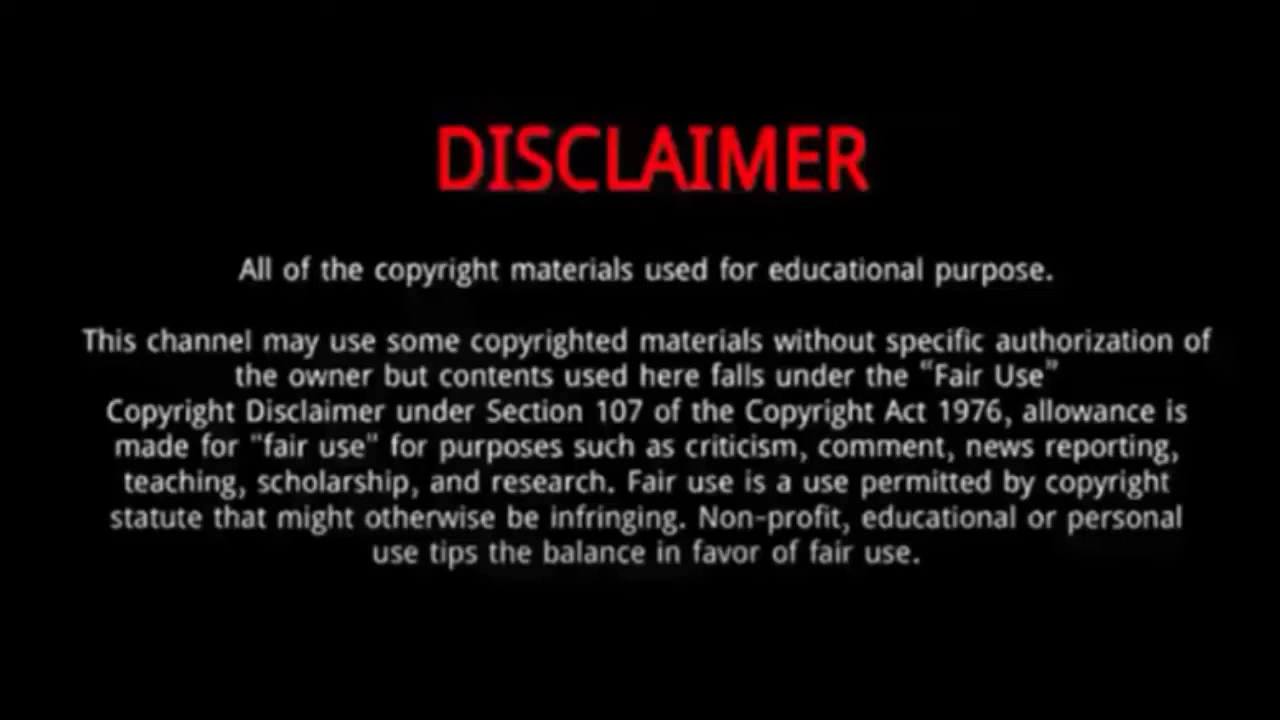 DISCLAIMER
All of the copyright materials used for educational purpose.
This channel may use some copyrighted materials without specific authorization of
the owner but contents used here falls under the “Fair Use”
Copyright Disclaimer under Section 107 of the Copyright Act 1976, allowance is
made for "fair use" for purposes such as criticism, comment, news reporting,
teaching, scholarship, and research. Fair use is a use permitted by copyright
statute that might otherwise be infringing. Non-profit, educational or personal
use tips the balance in favor of fair use.